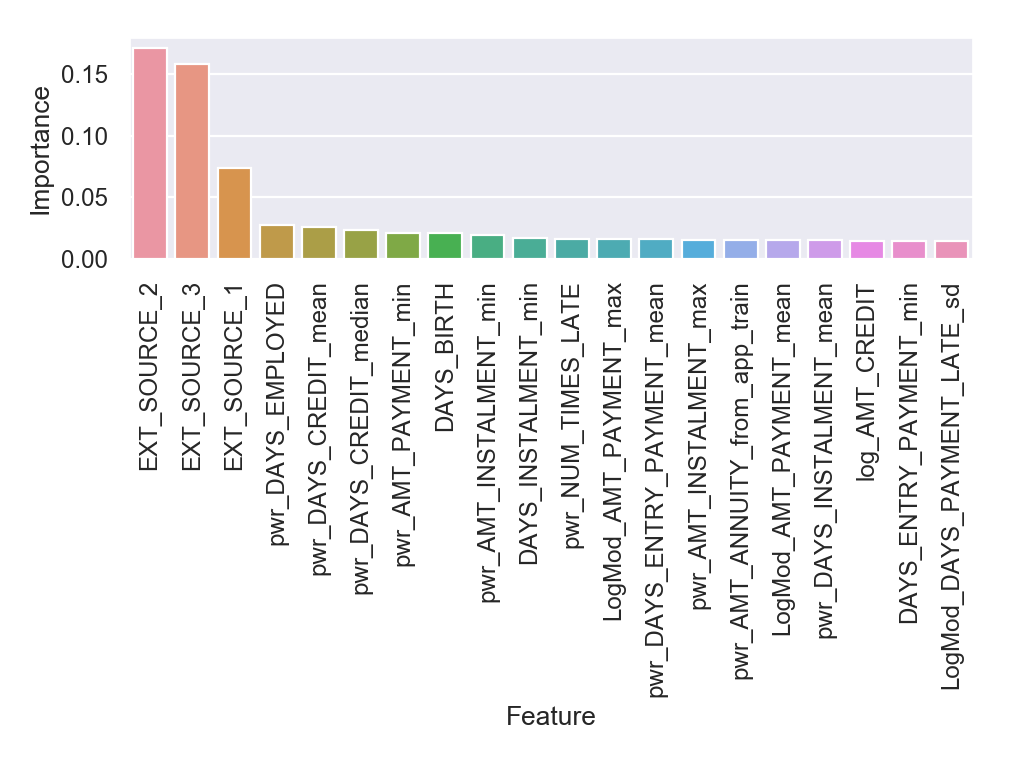 Importance
0.15
0.10
0.05
0.00
EXT_SOURCE_2
EXT_SOURCE_3
EXT_SOURCE_1
pwr_DAYS_EMPLOYED
pwr_DAYS_CREDIT_mean
pwr_DAYS_CREDIT_median
pwr_AMT_PAYMENT_min
DAYS_BIRTH
pwr_AMT_INSTALMENT_min
DAYS_INSTALMENT_min
pwr_NUM_TIMES_LATE
LogMod_AMT_PAYMENT_max
pwr_DAYS_ENTRY_PAYMENT_mean
pwr_AMT_INSTALMENT_max
pwr_AMT_ANNUITY_from_app_train
LogMod_AMT_PAYMENT_mean
pwr_DAYS_INSTALMENT_mean
log_AMT_CREDIT
DAYS_ENTRY_PAYMENT_min
LogMod_DAYS_PAYMENT_LATE_sd
Feature